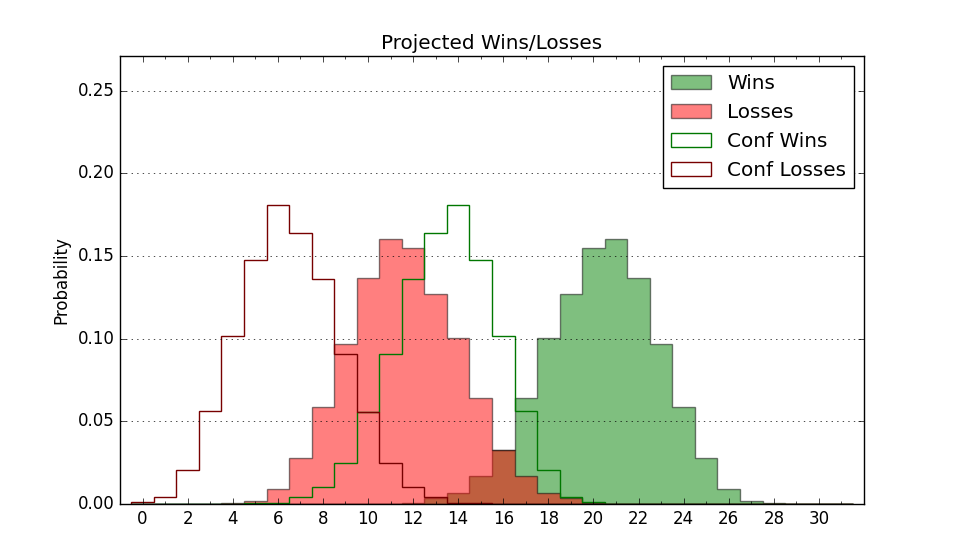 Projected Wins/Losses
Wins
Losses
Conf Wins
Conf Losses
Probability
0.25
0.20
0.15
0.10
0.05
0.00
0 2 4 6 8 10 12 14 16 18 20 22 24 26 28 30